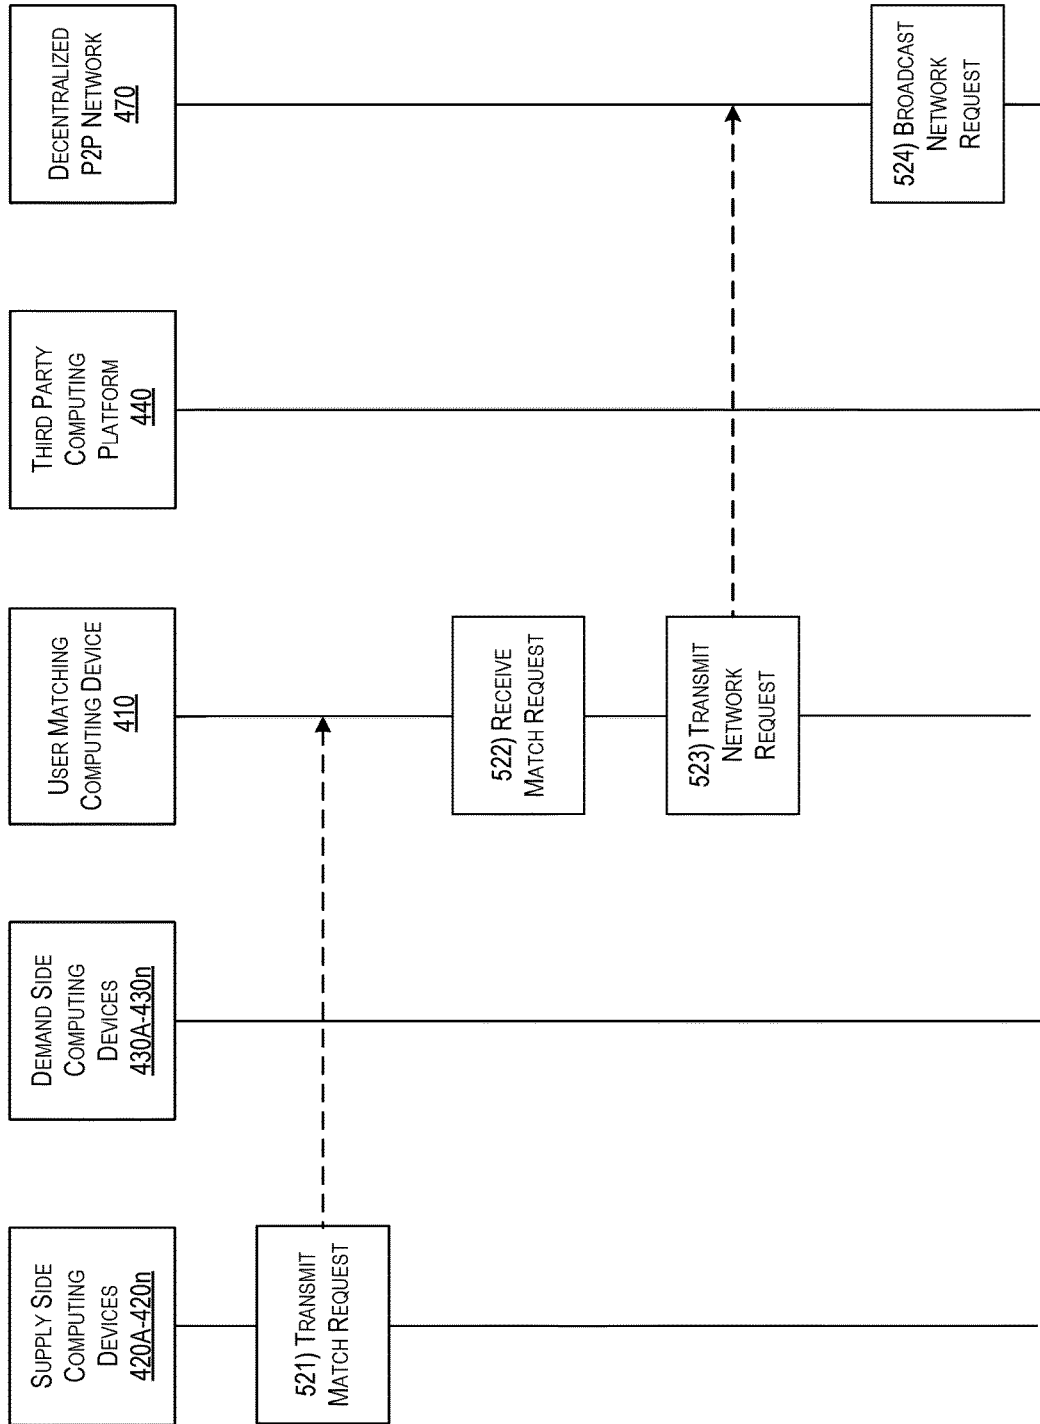 SUPPLY SIDE
COMPUTING
DEVICES
420A-420n
DEMAND SIDE
COMPUTING
DEVICES
430A-430n
USER MATCHING
COMPUTING DEVICE
410
THIRD PARTY
COMPUTING
PLATFORM
440
DECENTRALIZED
P2P NETWORK
470
521) TRANSMIT
MATCH REQUEST
522) RECEIVE
MATCH REQUEST
523) TRANSMIT
NETWORK
REQUEST
524) BROADCAST
NETWORK
REQUEST